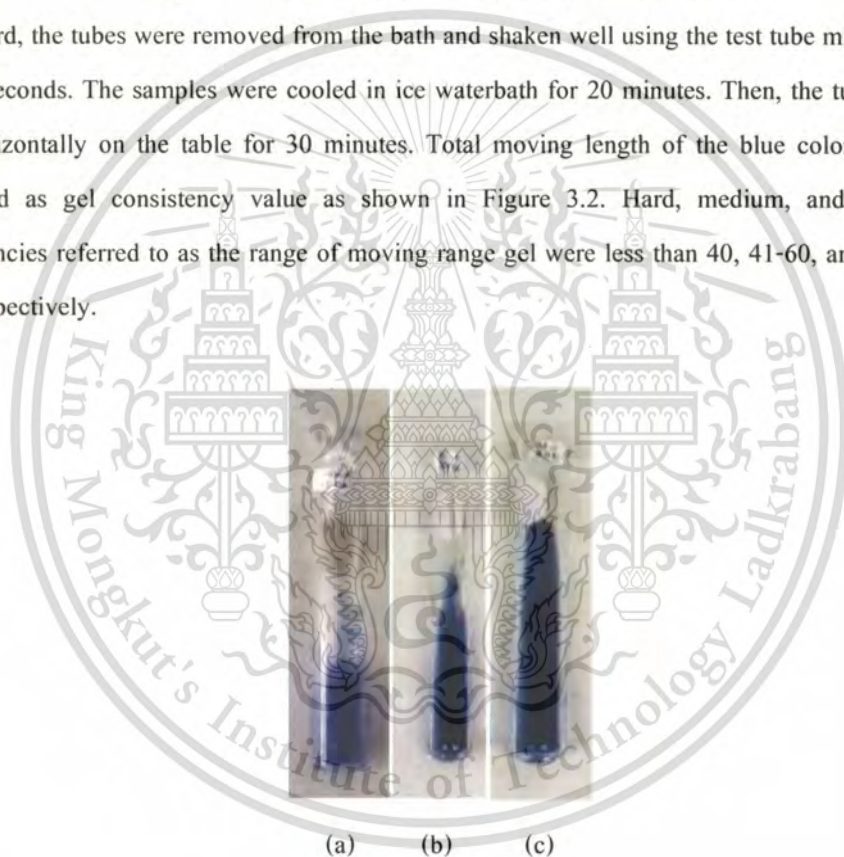 rd, the tubes were removed from the bath and shaken well using the test tube m
econds. The samples were cooled in ice waterbath for 20 minutes. Then, the tu
izontally on the table for 30 minutes. Total moving length of the blue colo
d as gel consistency value as shown in Figure 3.2. Hard, medium, and
ncies referred to as the range of moving range gel were less than 40, 41-60, a
pectively.
King Mongkut's Institute of Technology Ladkrabang
(a) (b) (c)